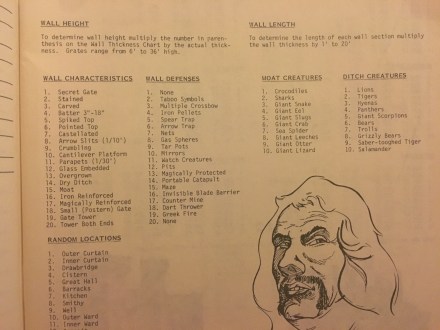 WALL HEIGHT
To determine wall height multiply the number in paren-
thesis on the Wall Thickness Chart by the actual thick-
ness. Grates range from 6' to 36' high.
WALL LENGTH
To determine the length of each wall section multiply
the wall thickness by 1' to 20'
WALL CHARACTERISTICS
1. Secret Gate
2. Stained
3. Carved
4. Batter 3"-18"
5. Spiked Top
6. Pointed Top
7. Castallated
8. Arrow Slits (1/10')
9. Crumbling
10. Cantilever Platform
11. Parapets (1/30')
12. Glass Embedded
13. Overgrown
14. Dry Ditch
15. Moat
16. Iron Reinforced
17. Magically Reinforced
18. Small (Postern) Gate
19. Gate Tower
20. Tower Both Ends
WALL DEFENSES
1. None
2. Taboo Symbols
3. Multiple Crossbow
4. Iron Pellets
5. Spear Trap
6. Arrow Trap
7. Nets
8. Gas Spheres
9. Tar Pots
10. Mirrors
11. Watch Creatures
12. Pits
13. Magically Protected
14. Portable Catapult
15. Maze
16. Invisible Blade Barrier
17. Counter Mine
18. Dart Thrower
19. Greek Fire
20. None
MOAT CREATURES
1. Crocodiles
2. Sharks
3. Giant Snake
4. Giant Eel
5. Giant Slugs
6. Giant Crab
7. Sea Spider
8. Giant Leeches
9. Giant Otter
10. Giant Lizard
DITCH CREATURES
1. Lions
2. Tigers
3. Hyenas
4. Panthers
5. Giant Scorpions
6. Bears
7. Trolls
8. Grizzly Bears
9. Saber-toothed Tiger
10. Salamander
RANDOM LOCATIONS
1. Outer Curtain
2. Inner Curtain
3. Drawbridge
4. Cistern
5. Great Hall
6. Barracks
7. Kitchen
8. Smithy
9. Well
10. Outer Ward
11. Inner Ward